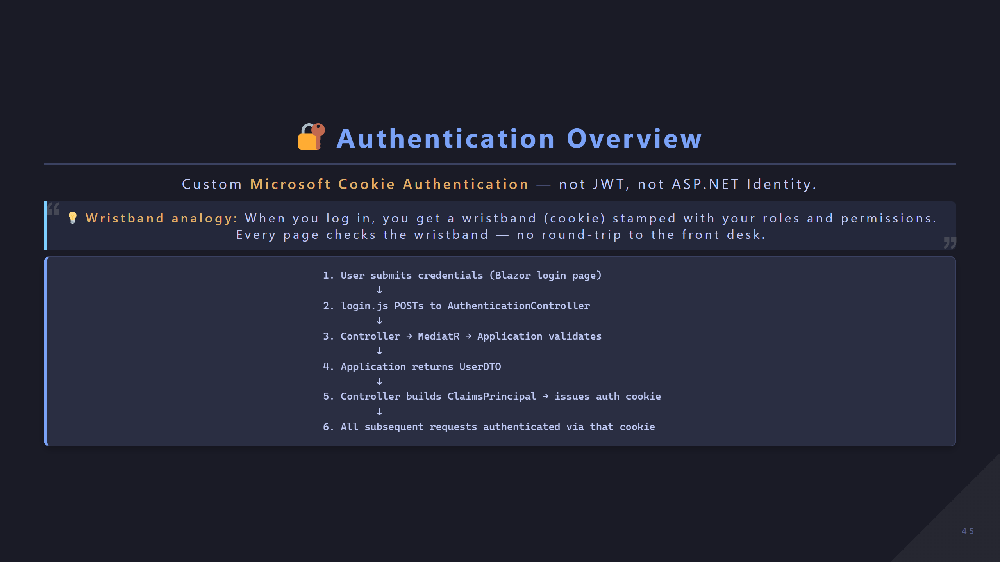 🔐 Authentication Overview
Custom Microsoft Cookie Authentication — not JWT, not ASP.NET Identity.
“
💡 Wristband analogy: When you log in, you get a wristband (cookie) stamped with your roles and permissions.
Every page checks the wristband — no round-trip to the front desk.
”
1. User submits credentials (Blazor login page)
↓
2. login.js POSTs to AuthenticationController
↓
3. Controller → MediatR → Application validates
↓
4. Application returns UserDTO
↓
5. Controller builds ClaimsPrincipal → issues auth cookie
↓
6. All subsequent requests authenticated via that cookie
45